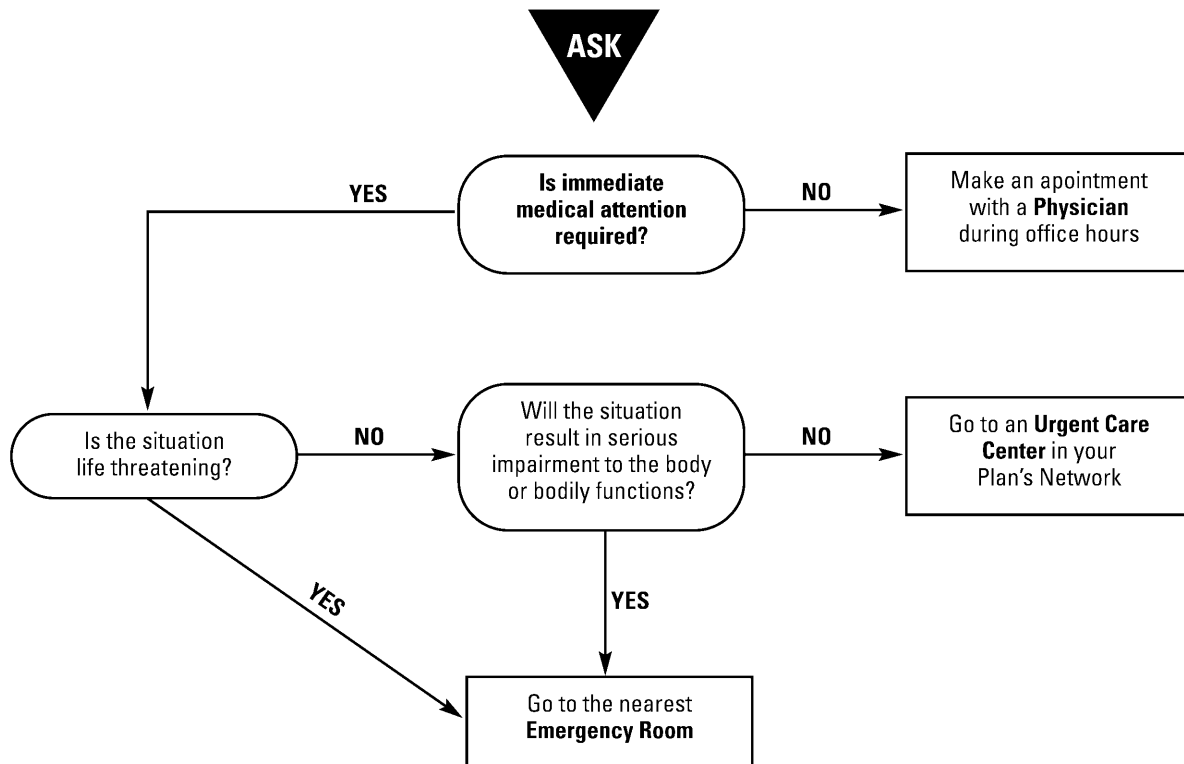 ASK
Is immediate
medical attention
required?
YES
NO
Make an apointment
with a Physician
during office hours
Is the situation
life threatening?
NO
Will the situation
result in serious
impairment to the body
or bodily functions?
NO
Go to an Urgent Care
Center in your
Plan's Network
YES
YES
Go to the nearest
Emergency Room